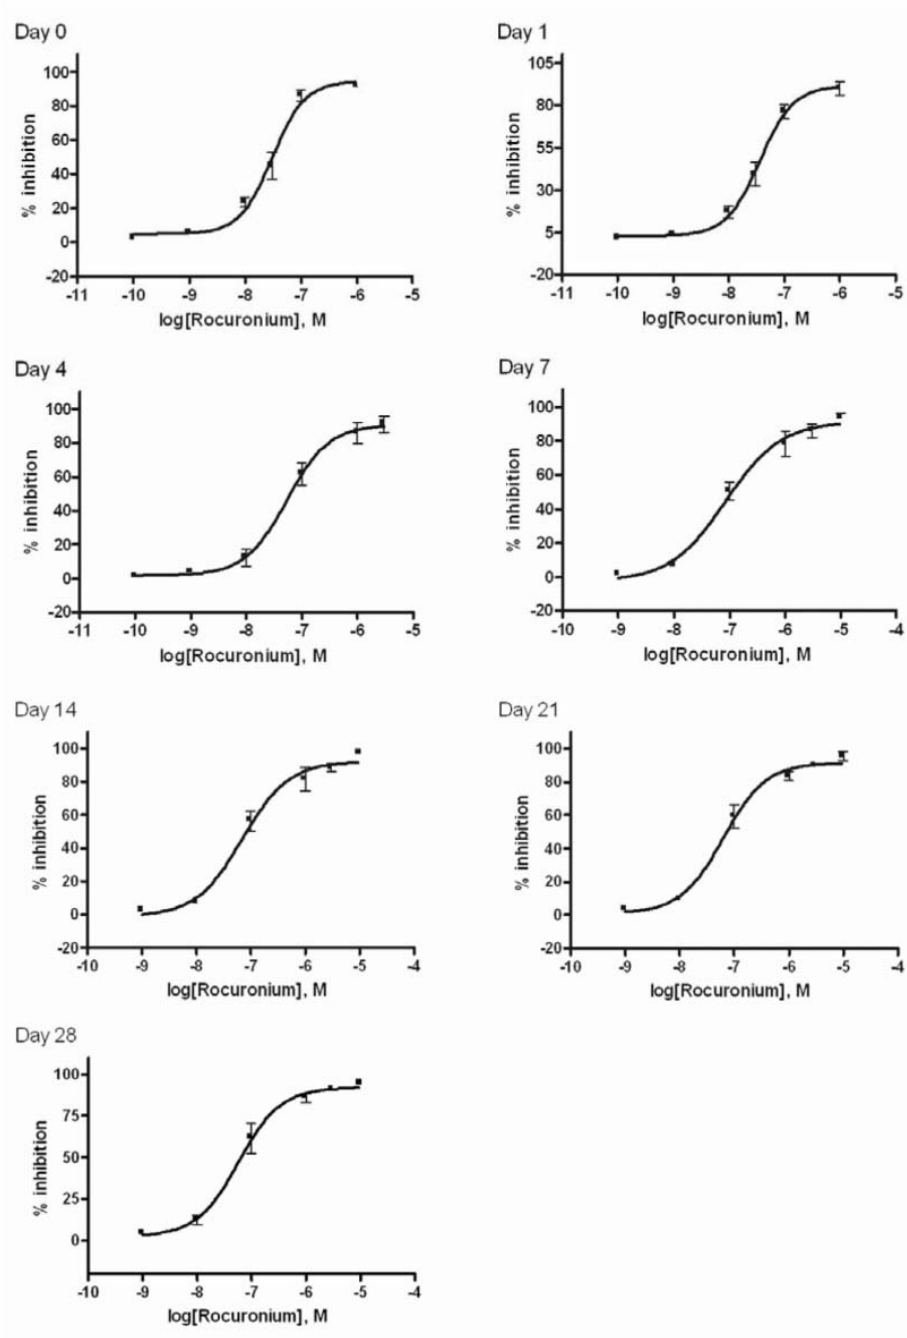 Day 0
100
80
60
40
20
0
-20
% inhibition
-11 -10 -9 -8 -7 -6 -5
log[Rocuronium], M
Day 1
105
80
55
30
5
-20
% inhibition
-11 -10 -9 -8 -7 -6 -5
log[Rocuronium], M
Day 4
100
80
60
40
20
0
-20
% inhibition
-11 -10 -9 -8 -7 -6 -5
log[Rocuronium], M
Day 7
100
80
60
40
20
0
-20
% inhibition
-10 -9 -8 -7 -6 -5 -4
log[Rocuronium], M
Day 14
100
80
60
40
20
0
-20
% inhibition
-10 -9 -8 -7 -6 -5 -4
log[Rocuronium], M
Day 21
100
80
60
40
20
0
-20
% inhibition
-10 -9 -8 -7 -6 -5 -4
log[Rocuronium], M
Day 28
100
75
50
25
0
% inhibition
-10 -9 -8 -7 -6 -5 -4
log[Rocuronium], M